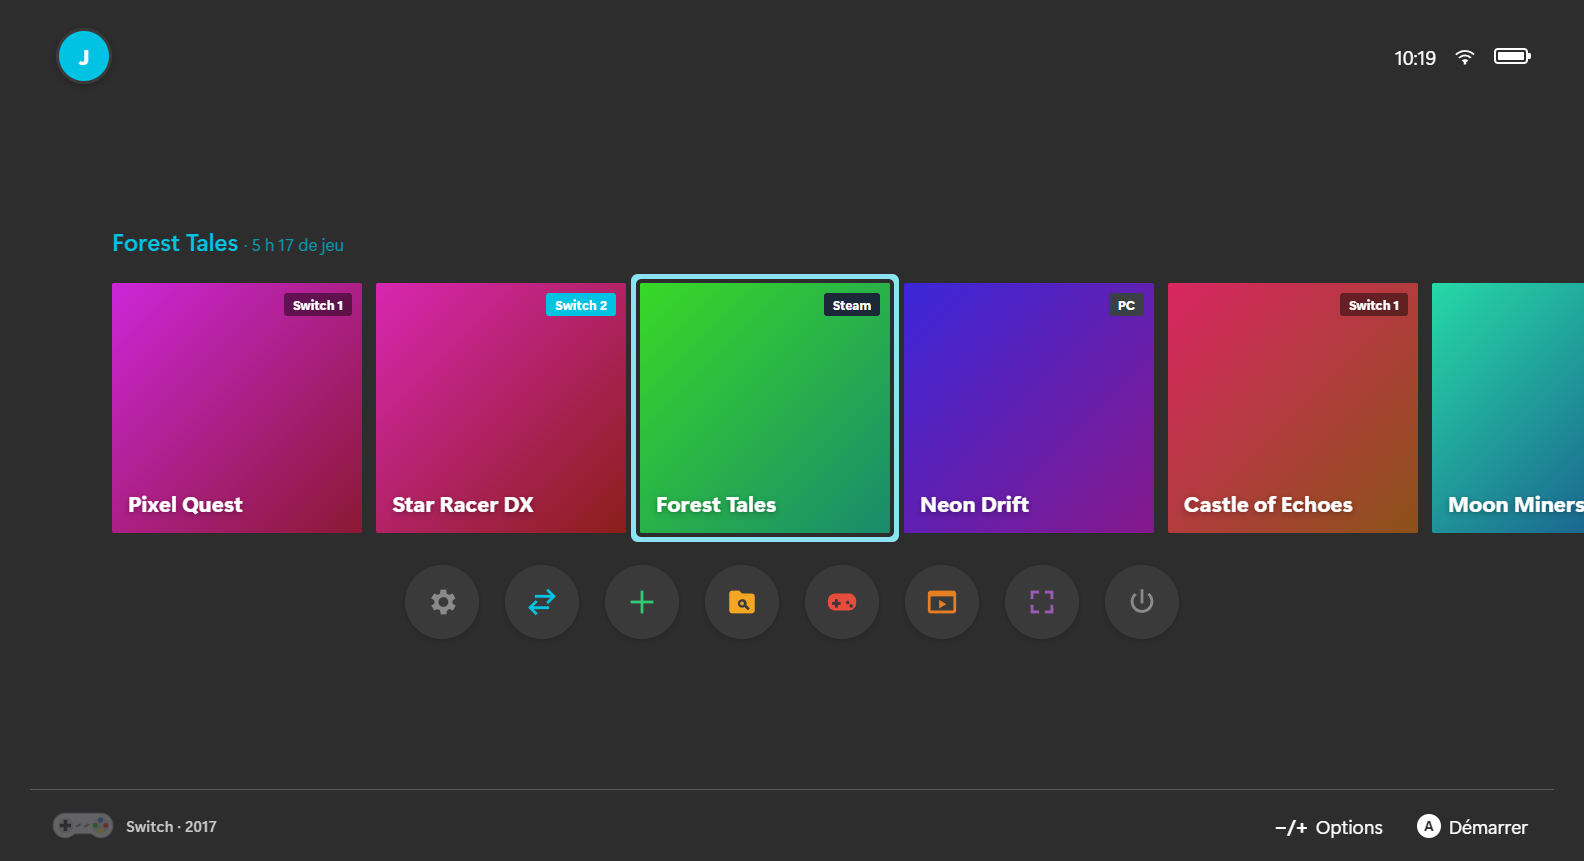 J
10:19
Forest Tales · 5 h 17 de jeu
Switch 1
Switch 2
Steam
PC
Switch 1
Pixel Quest
Star Racer DX
Forest Tales
Neon Drift
Castle of Echoes
Moon Miners
Switch · 2017
−/+ Options
A Démarrer